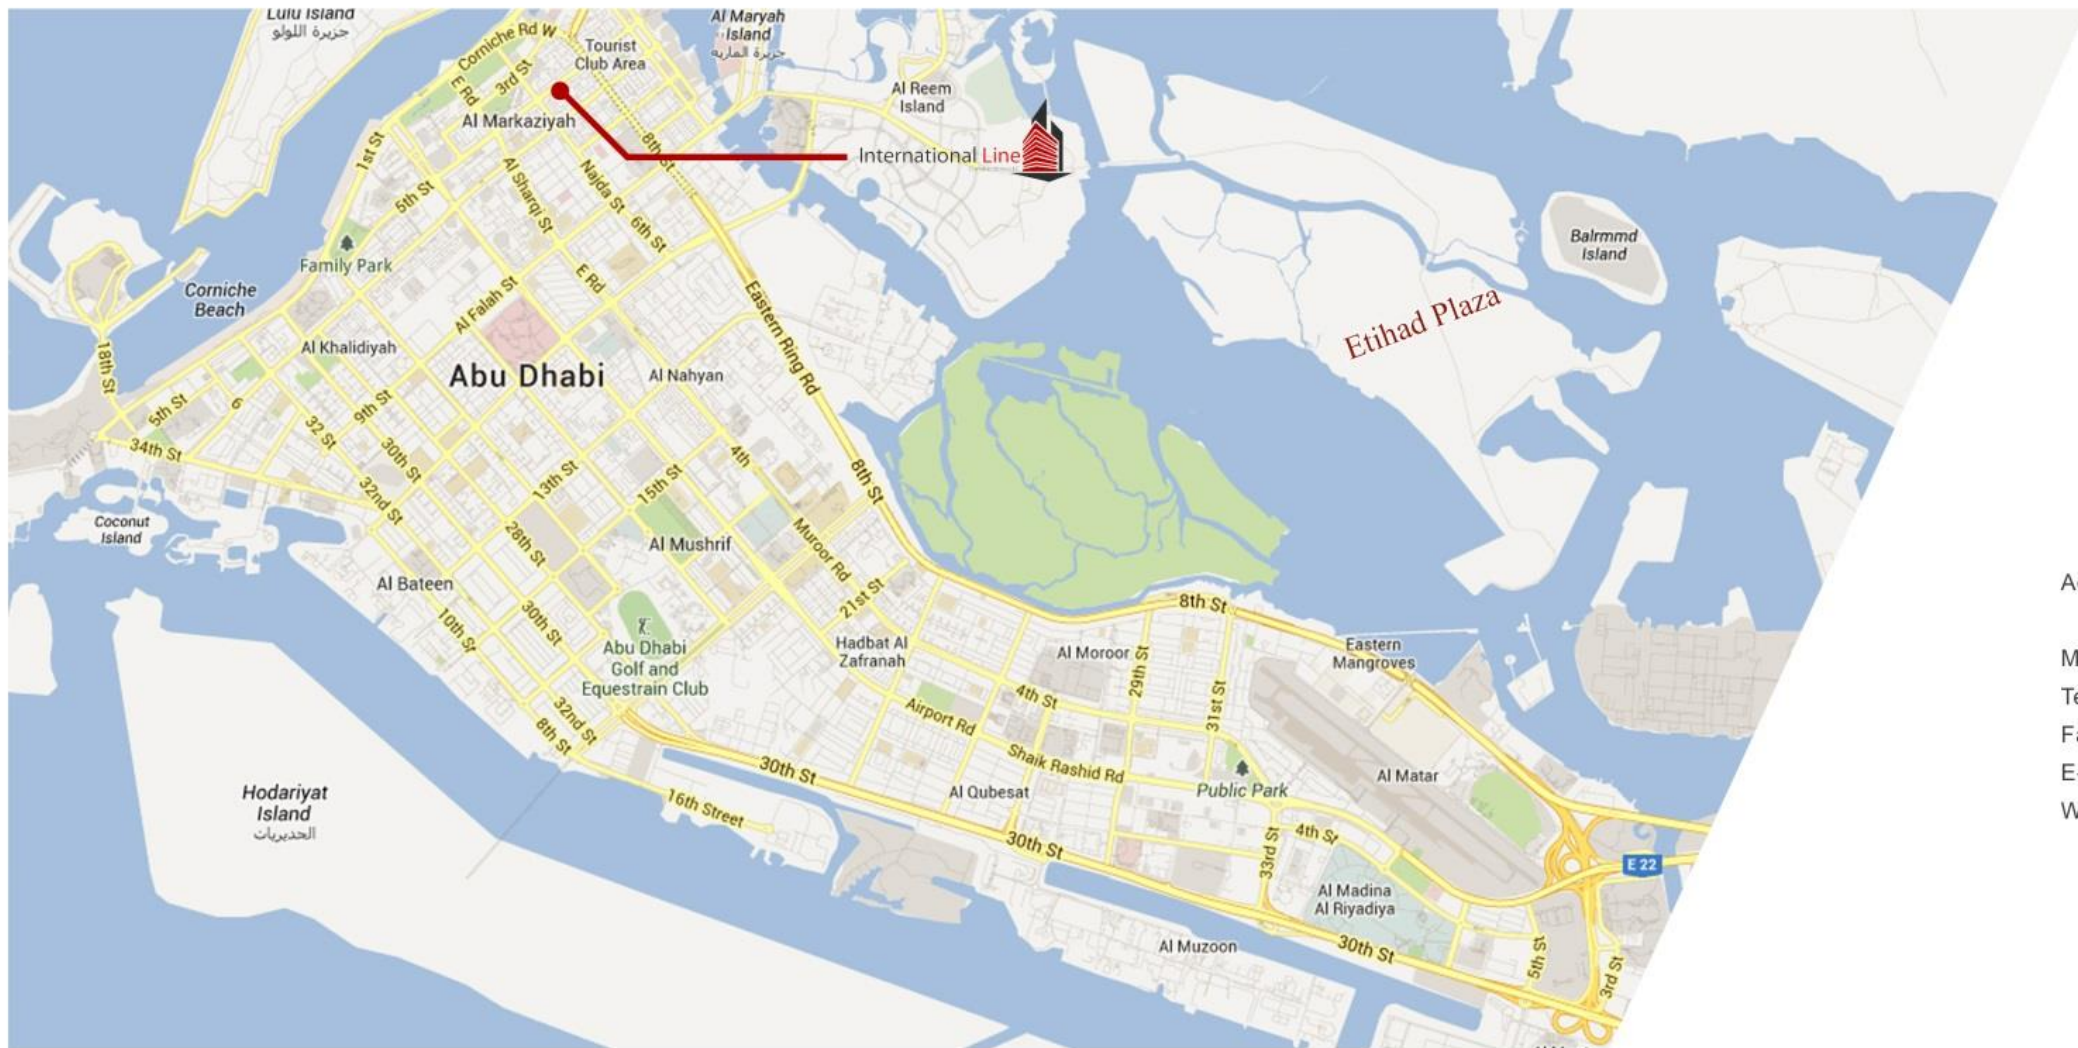 Lulu Island
جزيرة اللولو
Corniche Rd W
Tourist
Club Area
Al Maryah
Island
جزيرة المارية
Al Reem
Island
E Rd
3rd St
Al Markaziyah
8th St
International Line
1st St
5th St
Al Sharqi St
Najda St
6th St
Family Park
Corniche
Beach
E Rd
Al Falah St
Eastern Ring Rd
Balrmmd
Island
Etihad Plaza
18th St
Al Khalidiyah
Abu Dhabi
Al Nahyan
5th St
6
32 St
9th St
30th St
34th St
4th
8th St
13th St
15th St
32nd St
Coconut
Island
28th St
Al Mushrif
Muroor Rd
21st St
Al Bateen
10th St
30th St
Abu Dhabi
Golf and
Equestrain Club
Hadbat Al
Zafranah
8th St
Al Moroor
29th St
31st St
Eastern
Mangroves
32nd St
8th St
Airport Rd
4th St
Shaik Rashid Rd
30th St
Al Qubesat
Public Park
Al Matar
16th Street
Hodariyat
Island
الحديريات
30th St
33rd St
4th St
E 22
Al Madina
Al Riyadiya
Al Muzoon
30th St
5th St
3rd St
M
W